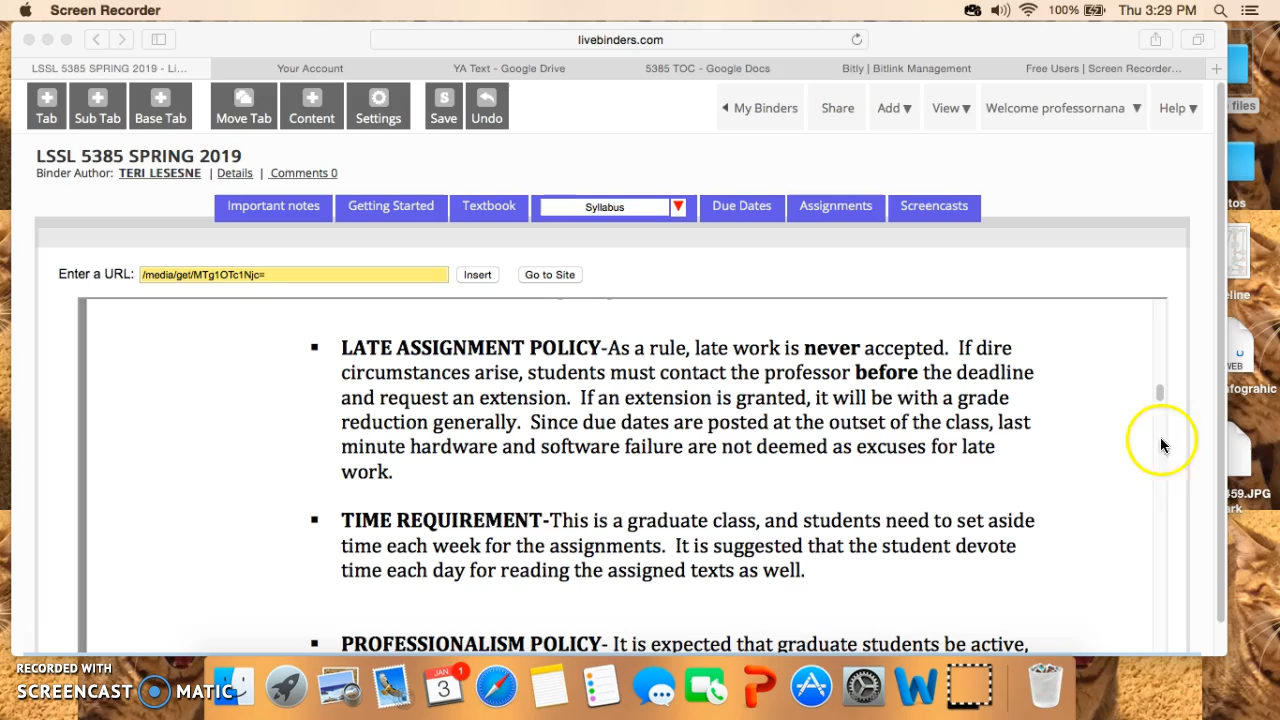 Screen Recorder
100%
Thu 3:29 PM
livebinders.com
LSSL 5385 SPRING 2019 - Li...
Your Account
YA Text - Google Drive
5385 TOC - Google Docs
Bitly | Bitlink Management
Free Users | Screen Recorder...
Tab
Sub Tab
Base Tab
Move Tab
Content
Settings
Save
Undo
My Binders
Share
Add
View
Welcome professornana
Help
files
LSSL 5385 SPRING 2019
Binder Author: TERI LESESNE | Details | Comments 0
Important notes
Getting Started
Textbook
Syllabus
Due Dates
Assignments
Screencasts
tos
Enter a URL:
/media/get/MTg1OTc1Njc=
Insert
Go to Site
eline
LATE ASSIGNMENT POLICY-As a rule, late work is never accepted. If dire
circumstances arise, students must contact the professor before the deadline
and request an extension. If an extension is granted, it will be with a grade
reduction generally. Since due dates are posted at the outset of the class, last
minute hardware and software failure are not deemed as excuses for late
work.
WEB
nfograhic
459.JPG
TIME REQUIREMENT-This is a graduate class, and students need to set aside
time each week for the assignments. It is suggested that the student devote
time each day for reading the assigned texts as well.
PROFESSIONALISM POLICY- It is expected that graduate students be active,
RECORDED WITH
SCREENCAST MATIC
JAN
3
1